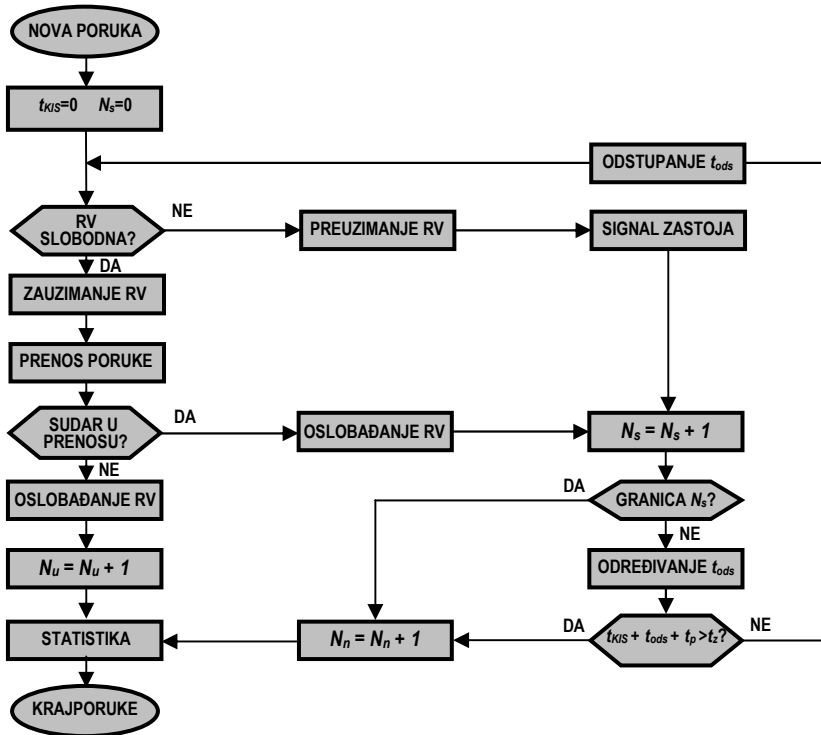 NOVA PORUKA
tKIS=0 Ns=0
ODSTUPANJE tods
RV
SLOBODNA?
NE
PREUZIMANJE RV
SIGNAL ZASTOJA
DA
ZAUZIMANJE RV
PRENOS PORUKE
SUDAR U
PRENOSU?
DA
OSLOBAĐANJE RV
Ns = Ns + 1
NE
OSLOBAĐANJE RV
DA
GRANICA Ns?
NE
Nu = Nu + 1
ODREĐIVANJE tods
STATISTIKA
Nn = Nn + 1
DA
tKIS + tods + tp >tz?
NE
KRAJPORUKE